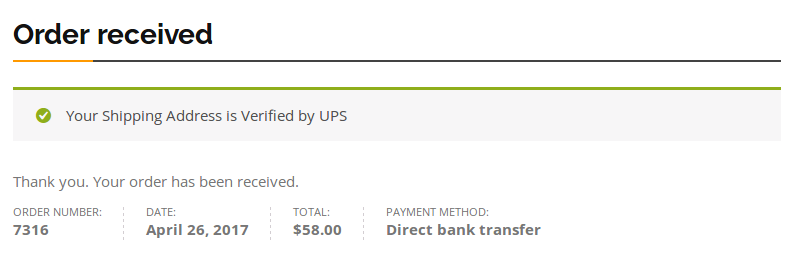 Order received
Your Shipping Address is Verified by UPS
Thank you. Your order has been received.
ORDER NUMBER: DATE: TOTAL: PAYMENT METHOD:
7316 April 26, 2017 $58.00 Direct bank transfer